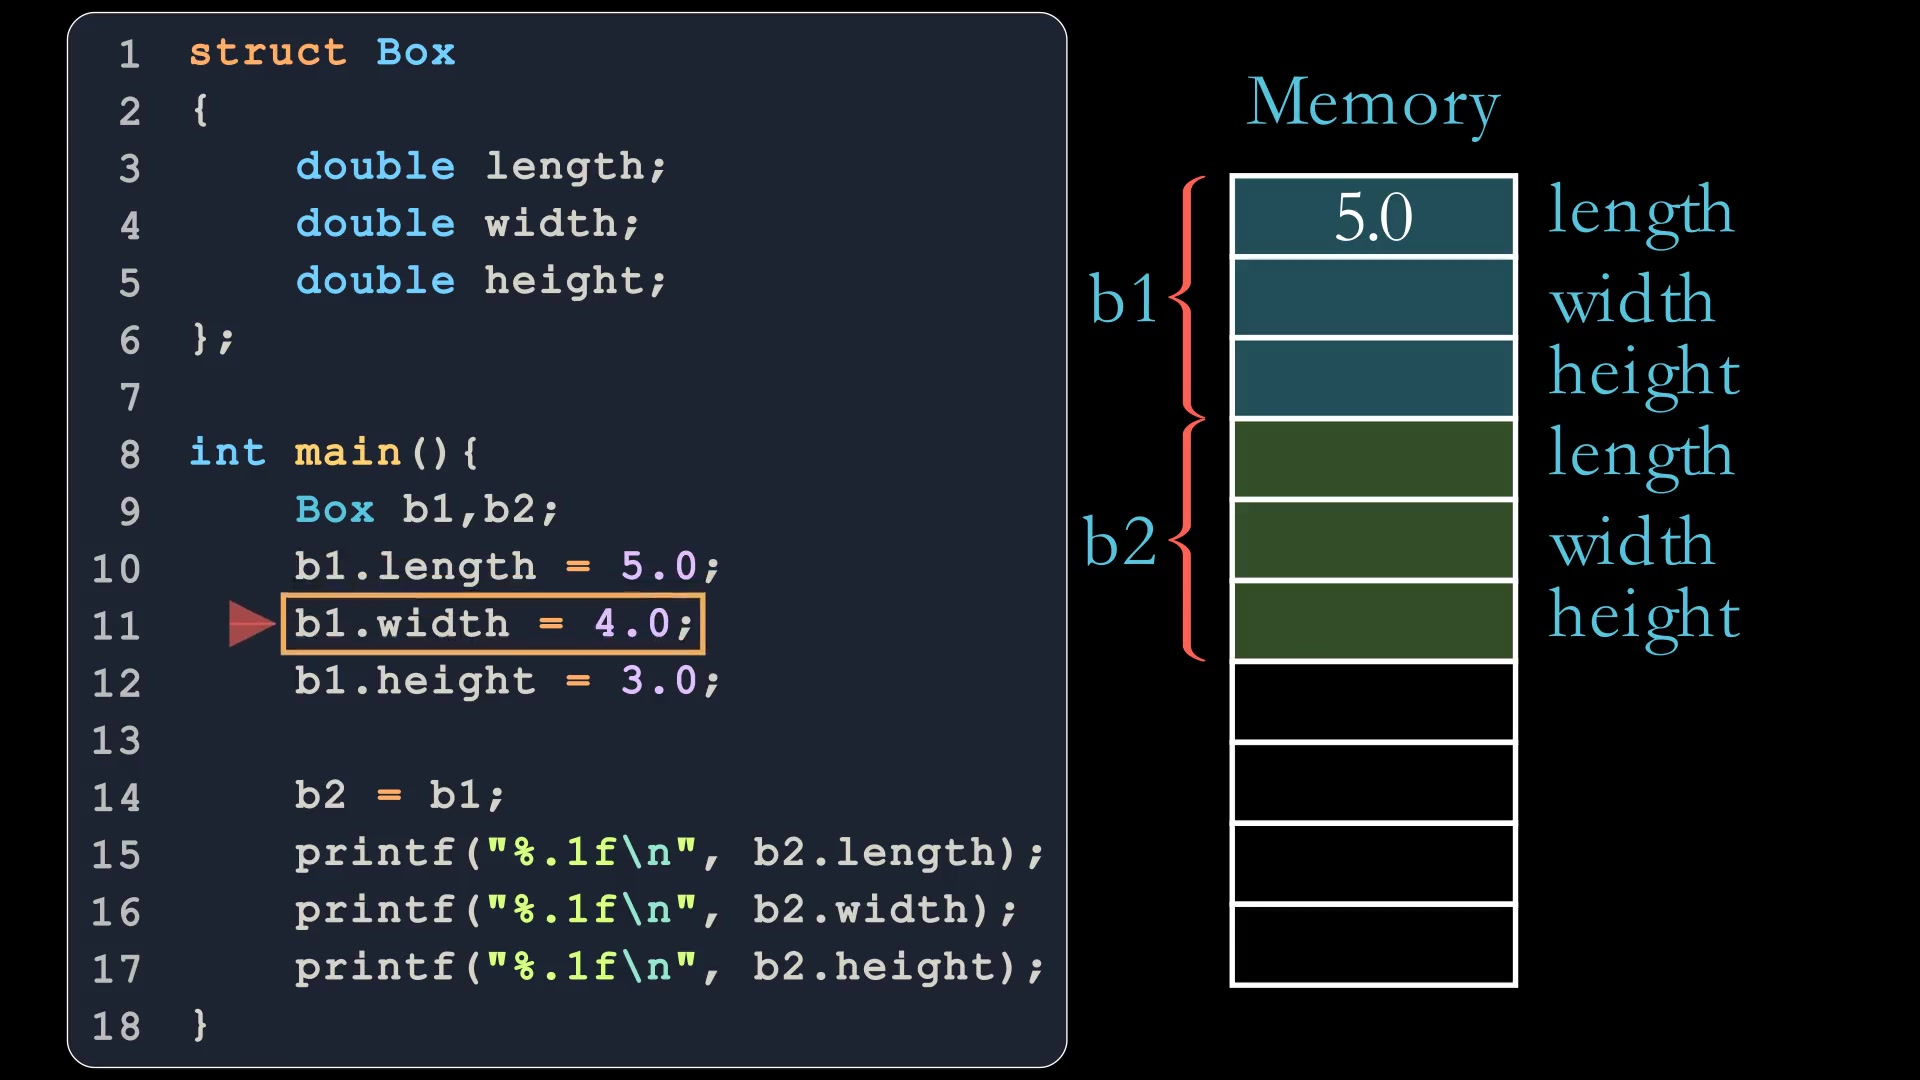 1 struct Box
2 {
3 double length;
4 double width;
5 double height;
6 };
7
8 int main(){
9 Box b1,b2;
10 b1.length = 5.0;
11 b1.width = 4.0;
12 b1.height = 3.0;
13
14 b2 = b1;
15 printf("%.1f\n", b2.length);
16 printf("%.1f\n", b2.width);
17 printf("%.1f\n", b2.height);
18 }
Memory
5.0 length
b1 width
height
length
b2 width
height